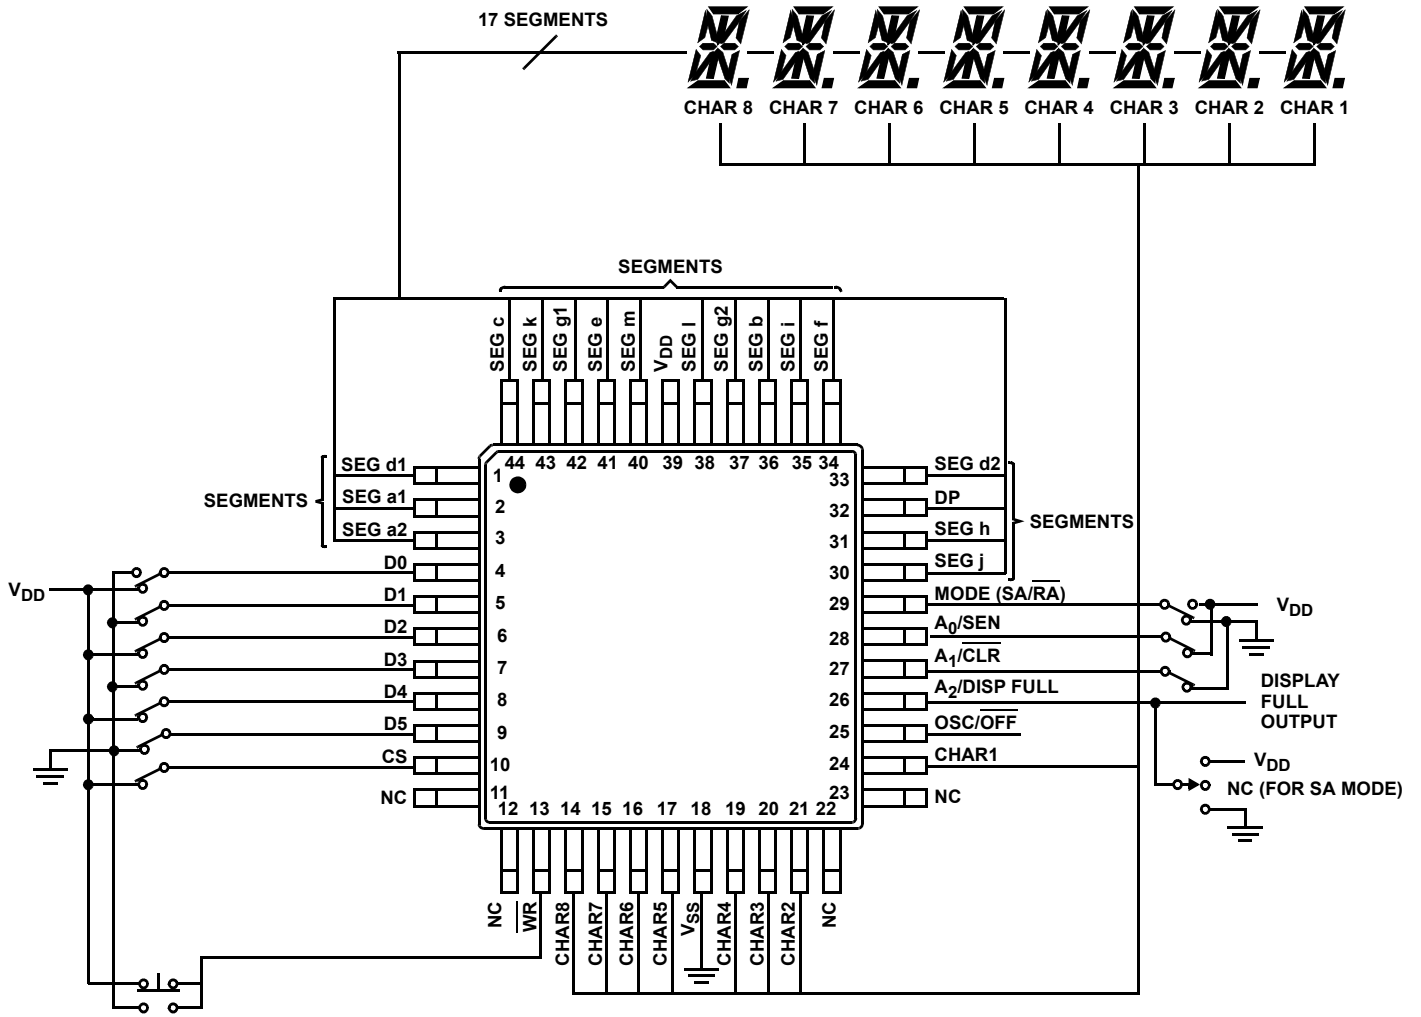 17 SEGMENTS
CHAR 8 CHAR 7 CHAR 6 CHAR 5 CHAR 4 CHAR 3 CHAR 2 CHAR 1
SEGMENTS
SEG c
SEG k
SEG g1
SEG e
SEG m
VDD
SEG l
SEG g2
SEG b
SEG i
SEG f
44 43 42 41 40 39 38 37 36 35 34
SEGMENTS
SEG d1 1
SEG a1 2
SEG a2 3
D0 4
D1 5
D2 6
D3 7
D4 8
D5 9
CS 10
NC 11
VDD
33 SEG d2
32 DP
31 SEG h
30 SEG j
SEGMENTS
29 MODE (SA/R̅A̅)
28 A0/SEN
27 A1/C̅L̅R̅
26 A2/DISP FULL
25 OSC/O̅F̅F̅
24 CHAR1
23 NC
VDD
DISPLAY
FULL
OUTPUT
VDD
NC (FOR SA MODE)
12 13 14 15 16 17 18 19 20 21 22
NC
W̅R̅
CHAR8
CHAR7
CHAR6
CHAR5
VSS
CHAR4
CHAR3
CHAR2
NC